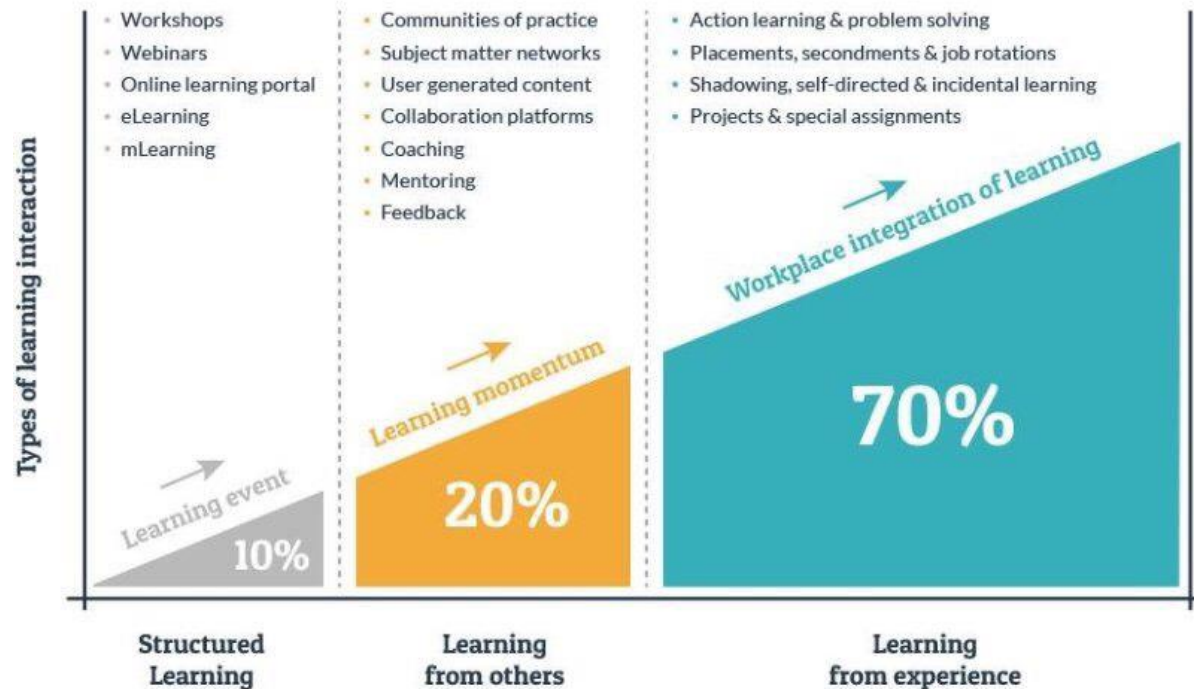 Types of learning interaction
• Workshops
• Webinars
• Online learning portal
• eLearning
• mLearning
Learning event
10%
Structured
Learning
• Communities of practice
• Subject matter networks
• User generated content
• Collaboration platforms
• Coaching
• Mentoring
• Feedback
Learning momentum
20%
Learning
from others
• Action learning & problem solving
• Placements, secondments & job rotations
• Shadowing, self-directed & incidental learning
• Projects & special assignments
Workplace integration of learning
70%
Learning
from experience